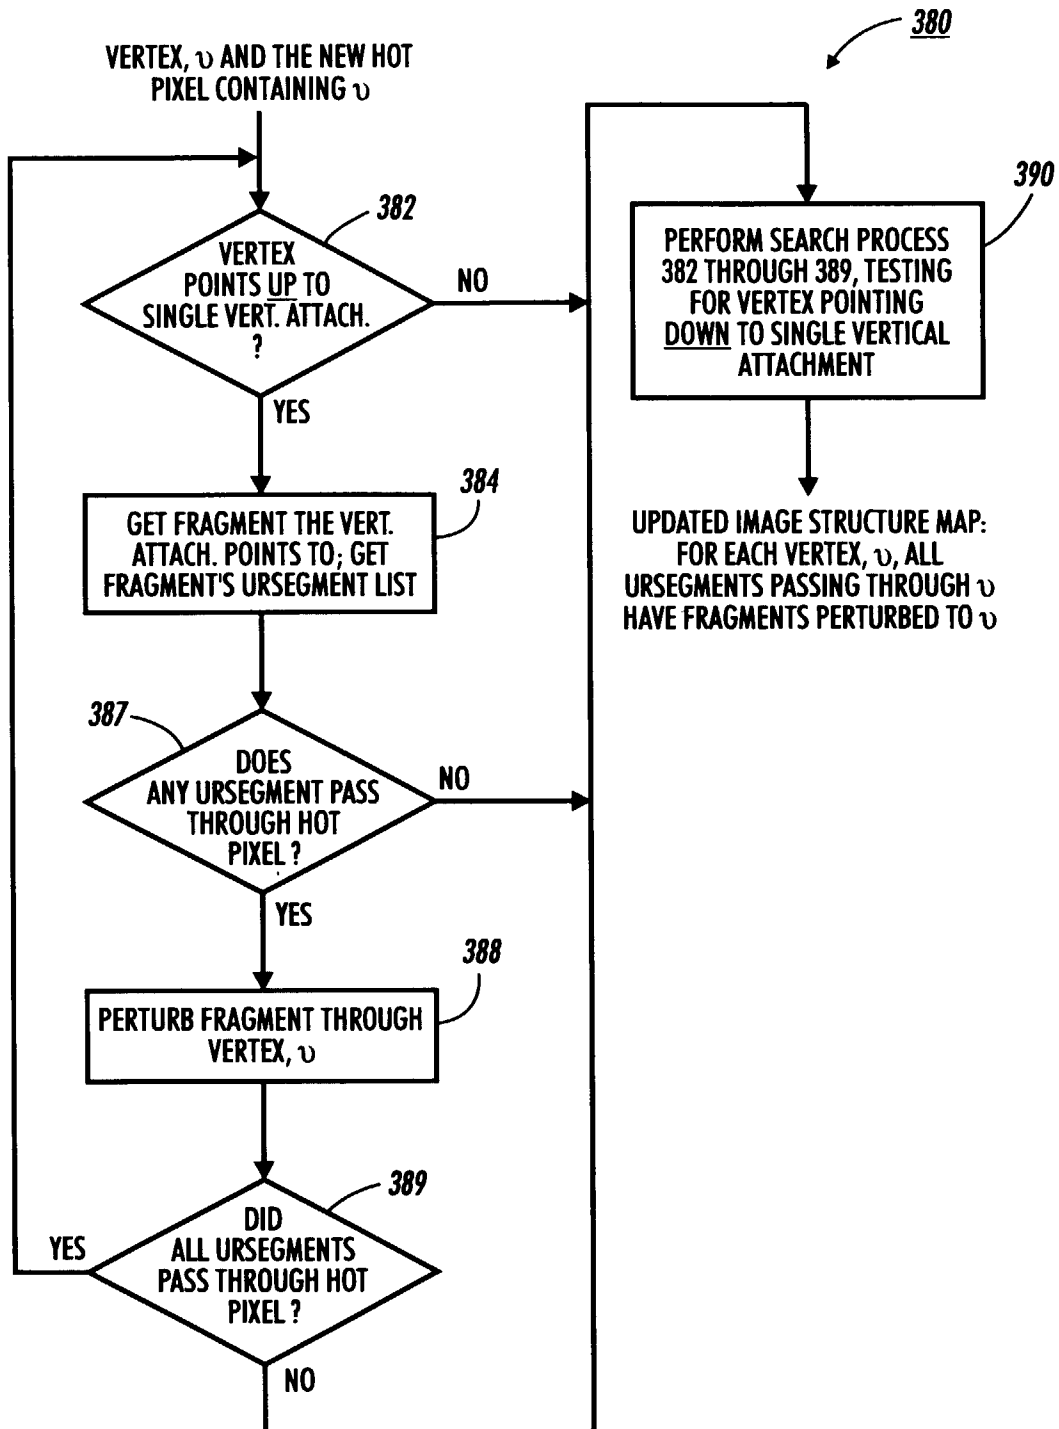 380
VERTEX, υ AND THE NEW HOT
PIXEL CONTAINING υ
382
VERTEX
POINTS UP TO
SINGLE VERT. ATTACH.
?
NO
YES
384
GET FRAGMENT THE VERT.
ATTACH. POINTS TO; GET
FRAGMENT'S URSEGMENT LIST
387
DOES
ANY URSEGMENT PASS
THROUGH HOT
PIXEL ?
NO
YES
388
PERTURB FRAGMENT THROUGH
VERTEX, υ
389
DID
ALL URSEGMENTS
PASS THROUGH HOT
PIXEL ?
YES
NO
390
PERFORM SEARCH PROCESS
382 THROUGH 389, TESTING
FOR VERTEX POINTING
DOWN TO SINGLE VERTICAL
ATTACHMENT
UPDATED IMAGE STRUCTURE MAP:
FOR EACH VERTEX, υ, ALL
URSEGMENTS PASSING THROUGH υ
HAVE FRAGMENTS PERTURBED TO υ